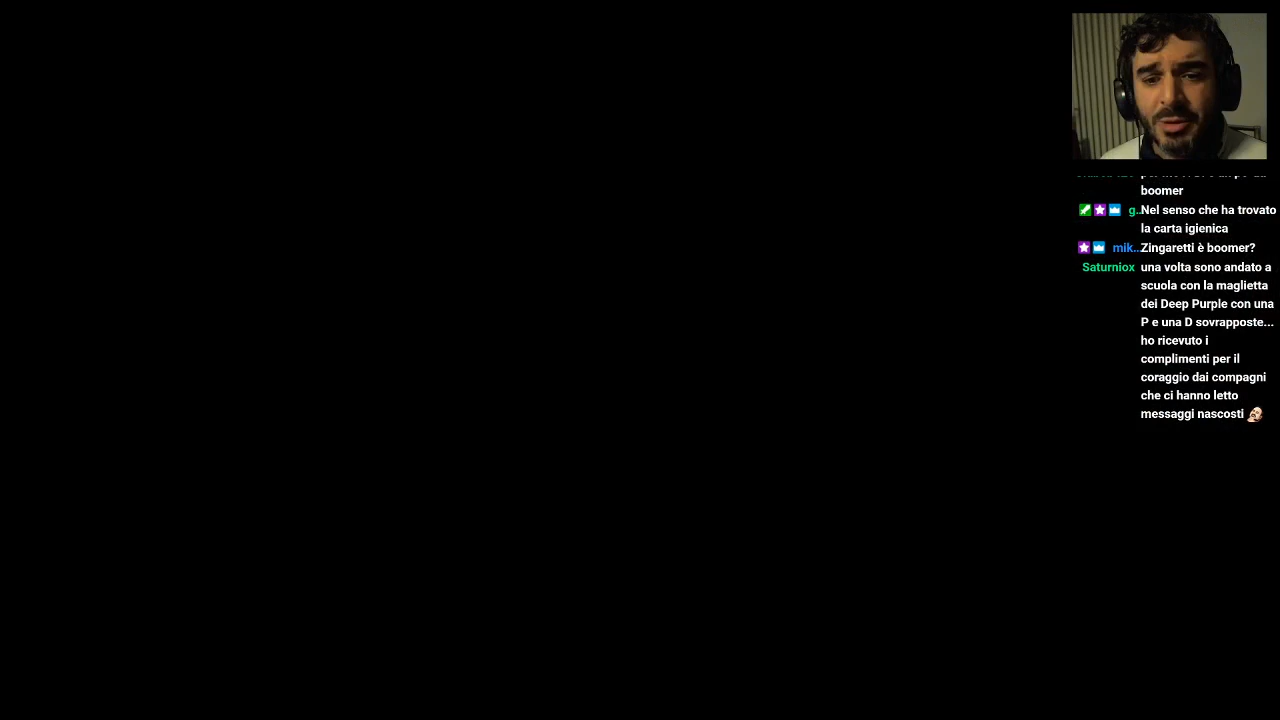 boomer
g... Nel senso che ha trovato
la carta igienica
mik... Zingaretti è boomer?
Saturniox una volta sono andato a
scuola con la maglietta
dei Deep Purple con una
P e una D sovrapposte...
ho ricevuto i
complimenti per il
coraggio dai compagni
che ci hanno letto
messaggi nascosti